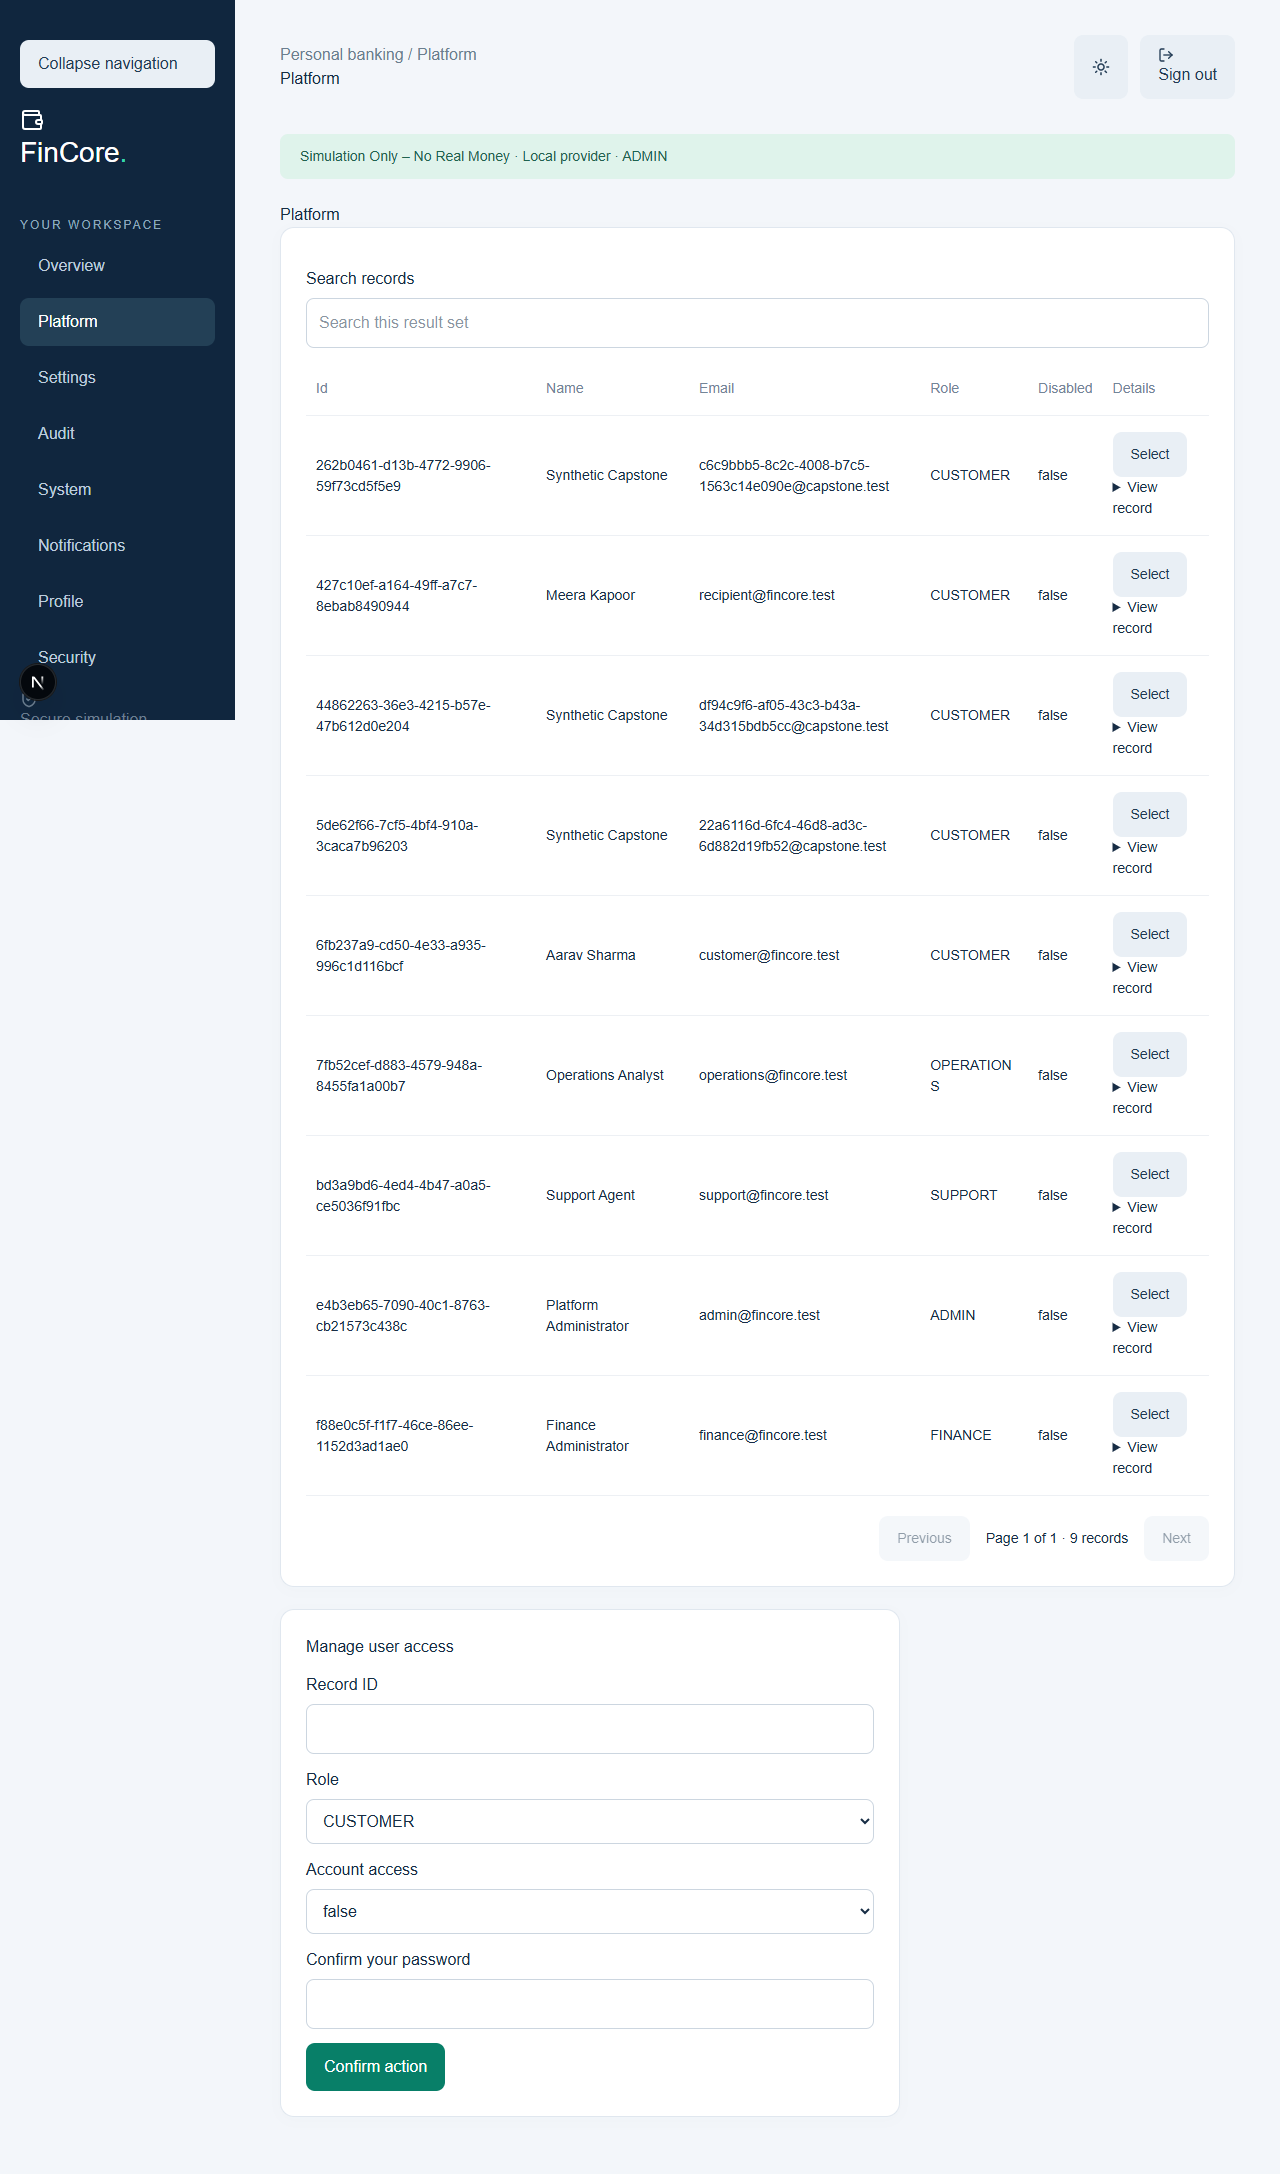 Collapse navigation
FinCore.
YOUR WORKSPACE
Overview
Platform
Settings
Audit
System
Notifications
Profile
Security
N
Secure simulation
Personal banking / Platform
Platform
Sign out
Simulation Only – No Real Money · Local provider · ADMIN
Platform
Search records
Search this result set
Id Name Email Role Disabled Details
262b0461-d13b-4772-9906-
59f73cd5f5e9
Synthetic Capstone
c6c9bbb5-8c2c-4008-b7c5-
1563c14e090e@capstone.test
CUSTOMER
false
Select
View
record
427c10ef-a164-49ff-a7c7-
8ebab8490944
Meera Kapoor
recipient@fincore.test
CUSTOMER
false
Select
View
record
44862263-36e3-4215-b57e-
47b612d0e204
Synthetic Capstone
df94c9f6-af05-43c3-b43a-
34d315bdb5cc@capstone.test
CUSTOMER
false
Select
View
record
5de62f66-7cf5-4bf4-910a-
3caca7b96203
Synthetic Capstone
22a6116d-6fc4-46d8-ad3c-
6d882d19fb52@capstone.test
CUSTOMER
false
Select
View
record
6fb237a9-cd50-4e33-a935-
996c1d116bcf
Aarav Sharma
customer@fincore.test
CUSTOMER
false
Select
View
record
7fb52cef-d883-4579-948a-
8455fa1a00b7
Operations Analyst
operations@fincore.test
OPERATION
S
false
Select
View
record
bd3a9bd6-4ed4-4b47-a0a5-
ce5036f91fbc
Support Agent
support@fincore.test
SUPPORT
false
Select
View
record
e4b3eb65-7090-40c1-8763-
cb21573c438c
Platform
Administrator
admin@fincore.test
ADMIN
false
Select
View
record
f88e0c5f-f1f7-46ce-86ee-
1152d3ad1ae0
Finance
Administrator
finance@fincore.test
FINANCE
false
Select
View
record
Previous
Page 1 of 1 · 9 records
Next
Manage user access
Record ID
Role
CUSTOMER
Account access
false
Confirm your password
Confirm action